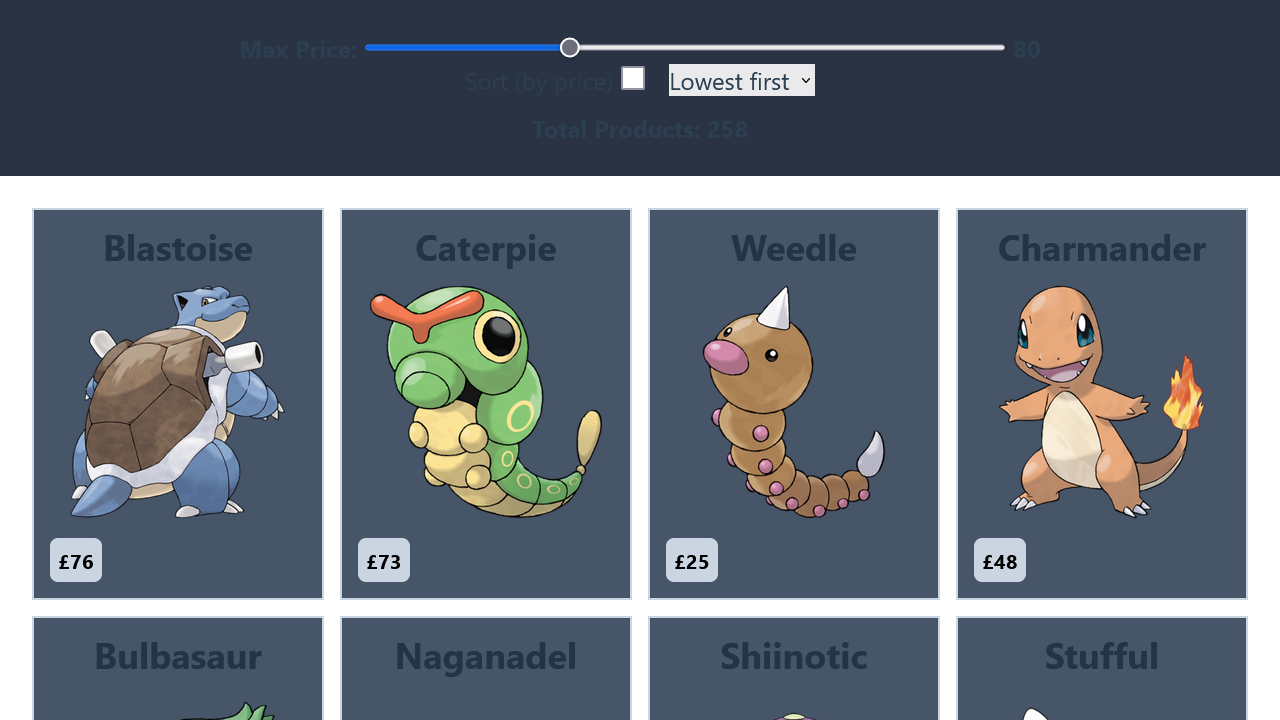 Max Price: 80
Sort (by price) Lowest first
Total Products: 258
Blastoise Caterpie Weedle Charmander
£76 £73 £25 £48
Bulbasaur Naganadel Shiinotic Stufful